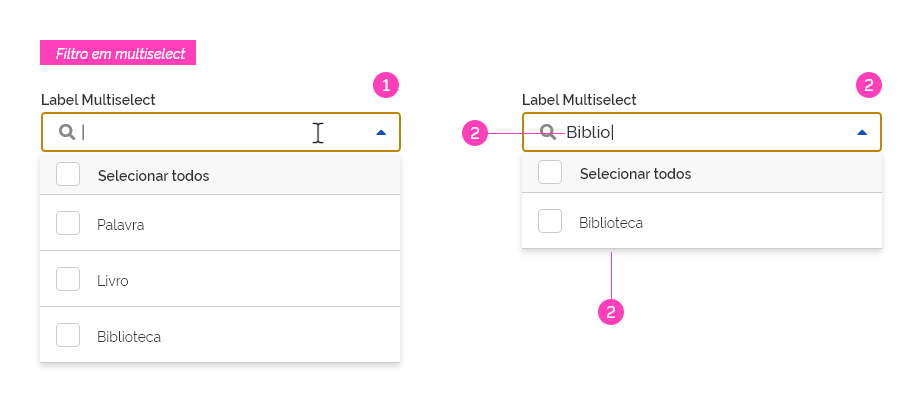 Filtro em multiselect
1
Label Multiselect
Selecionar todos
Palavra
Livro
Biblioteca
2
Label Multiselect
2
Biblio
Selecionar todos
Biblioteca
2